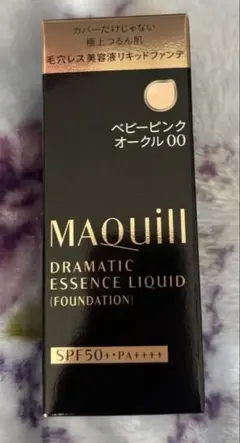 カバーだけじゃない
極上つるん肌
毛穴レス美容液リキッドファンデ
ベビーピンク
オークル00
MAQuill
DRAMATIC
ESSENCE LIQUID
(FOUNDATION)
SPF50+・PA++++